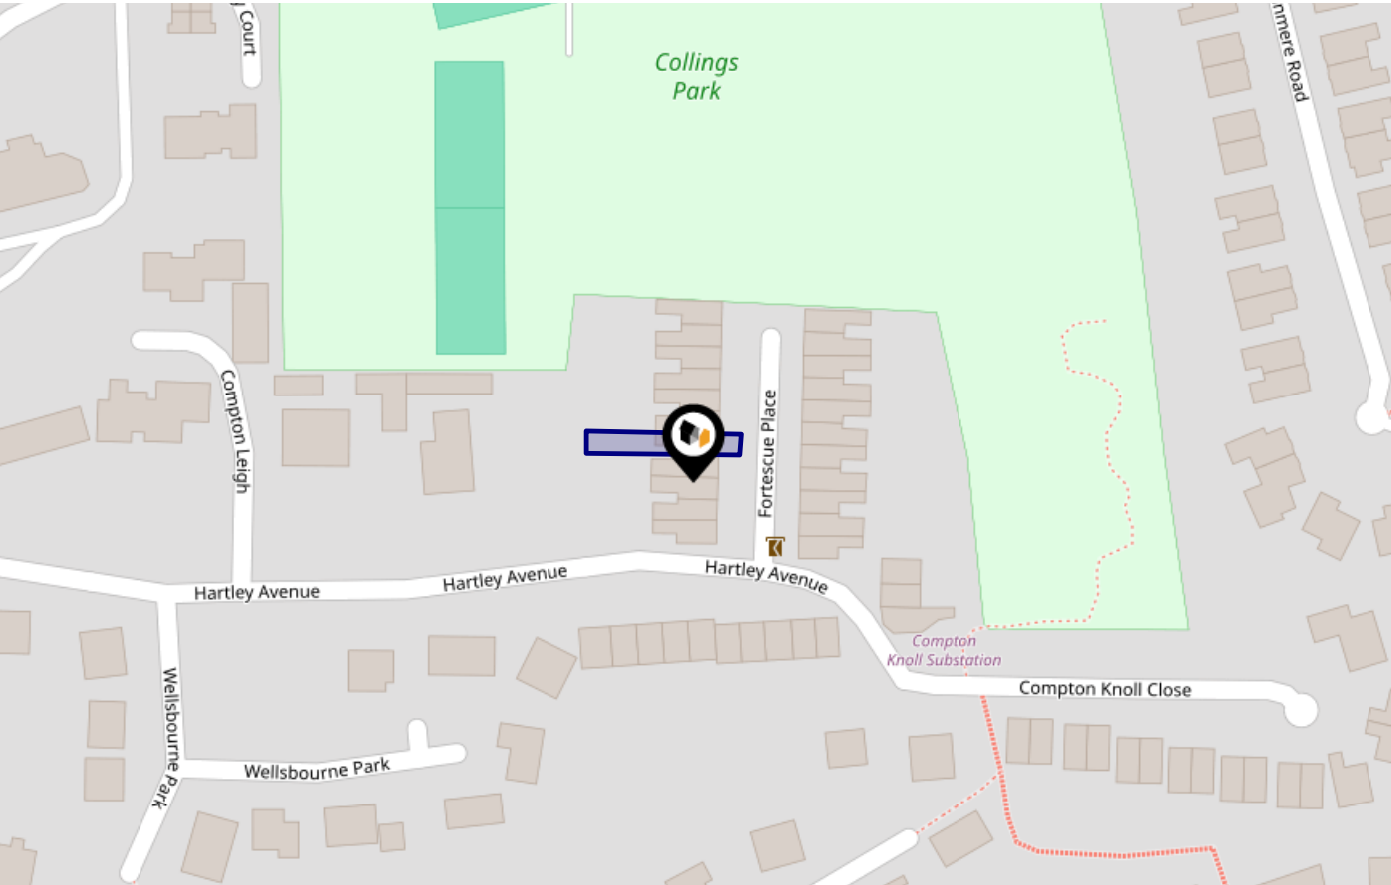 Court
Collings
Park
nmere Road
Compton Leigh
Fortescue Place
Hartley Avenue
Hartley Avenue
Hartley Avenue
Compton
Knoll Substation
Compton Knoll Close
Wellsbourne Park
Wellsbourne Park